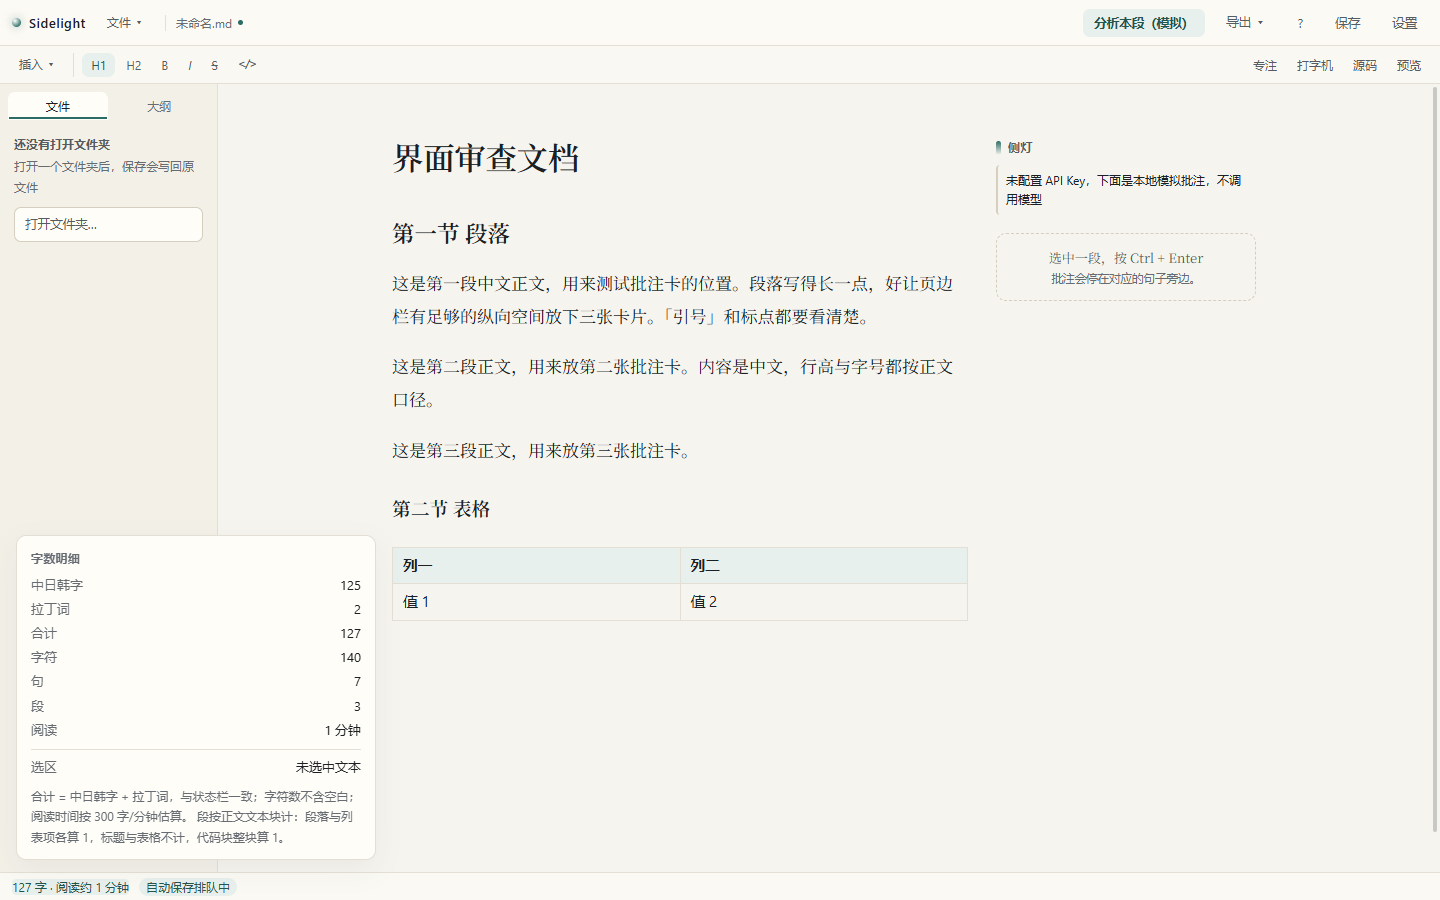 Sidelight 文件 未命名.md 分析本段（模拟） 导出 ? 保存 设置
插入 H1 H2 B I S </> 专注 打字机 源码 预览
文件 大纲
还没有打开文件夹
打开一个文件夹后，保存会写回原
文件
打开文件夹...
界面审查文档
第一节 段落
这是第一段中文正文，用来测试批注卡的位置。段落写得长一点，好让页边
栏有足够的纵向空间放下三张卡片。「引号」和标点都要看清楚。
这是第二段正文，用来放第二张批注卡。内容是中文，行高与字号都按正文
口径。
这是第三段正文，用来放第三张批注卡。
第二节 表格
列一 列二
值 1 值 2
侧灯
未配置 API Key，下面是本地模拟批注，不调
用模型
选中一段，按 Ctrl + Enter
批注会停在对应的句子旁边。
字数明细
中日韩字 125
拉丁词 2
合计 127
字符 140
句 7
段 3
阅读 1 分钟
选区 未选中文本
合计 = 中日韩字 + 拉丁词，与状态栏一致；字符数不含空白；
阅读时间按 300 字/分钟估算。 段按正文文本块计：段落与列
表项各算 1，标题与表格不计，代码块整块算 1。
127 字 · 阅读约 1 分钟 自动保存排队中